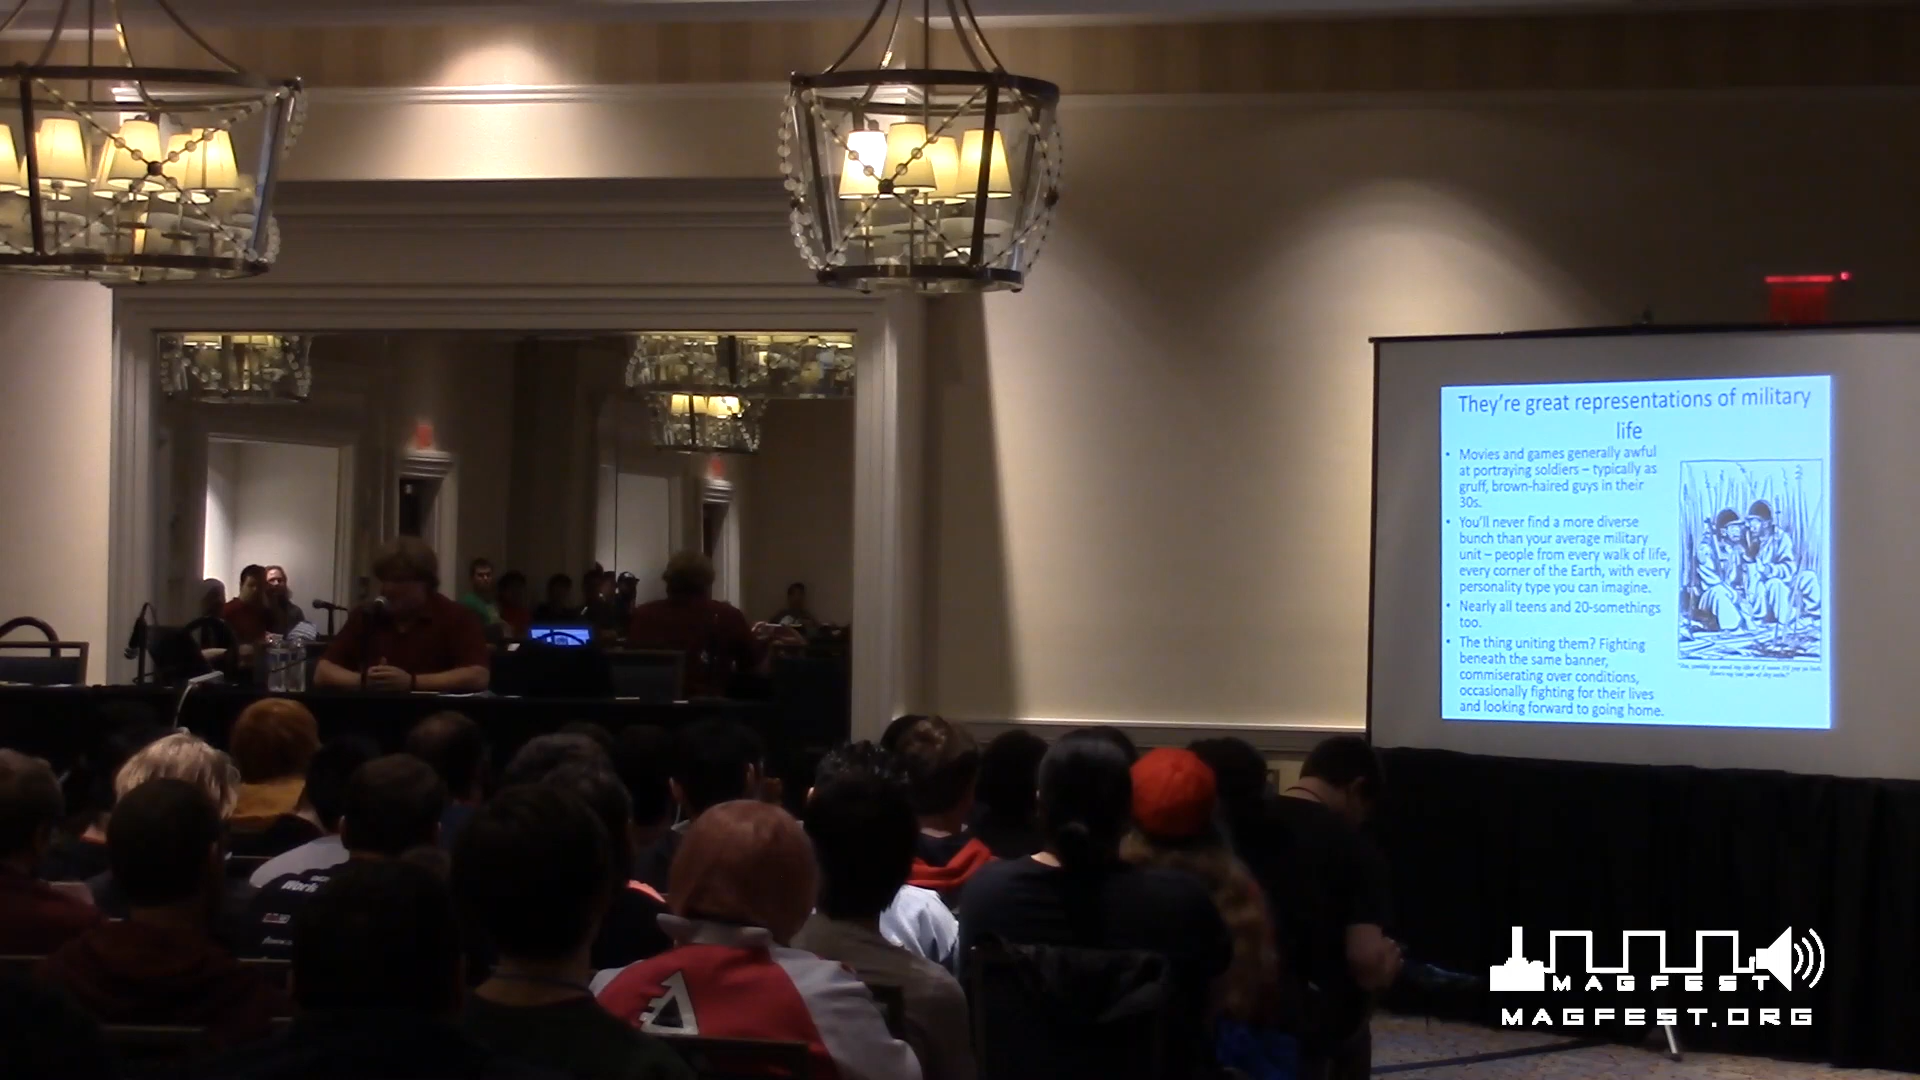 They're great representations of military
life
• Movies and games generally awful
at portraying soldiers – typically as
gruff, brown-haired guys in their
30s.
• You'll never find a more diverse
bunch than your average military
unit – people from every walk of life,
every corner of the Earth, with every
personality type you can imagine.
• Nearly all teens and 20-somethings
too.
• The thing uniting them? Fighting
beneath the same banner,
commiserating over conditions,
occasionally fighting for their lives
and looking forward to going home.
Work
MAGFEST
MAGFEST.ORG